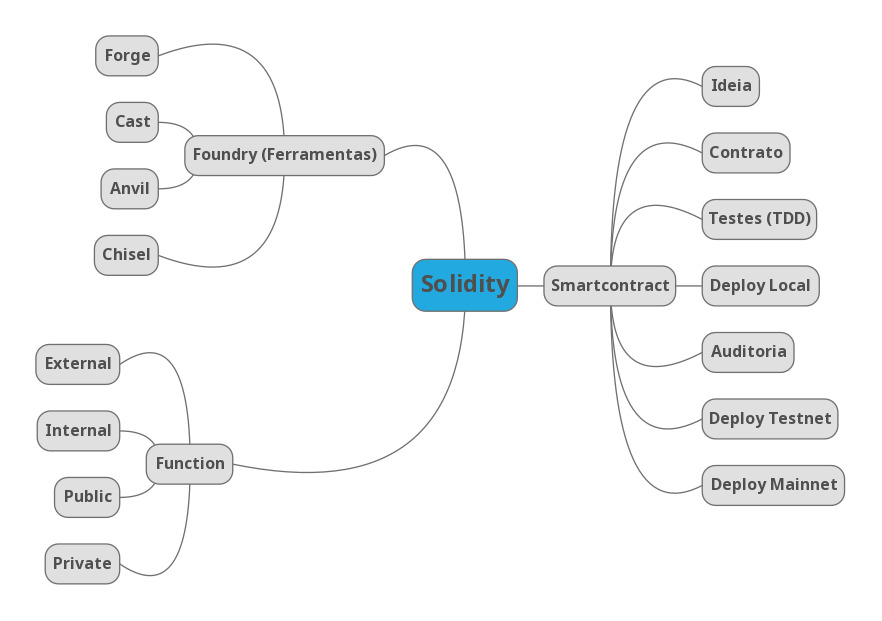 Solidity
Foundry (Ferramentas)
Forge
Cast
Anvil
Chisel
Function
External
Internal
Public
Private
Smartcontract
Ideia
Contrato
Testes (TDD)
Deploy Local
Auditoria
Deploy Testnet
Deploy Mainnet